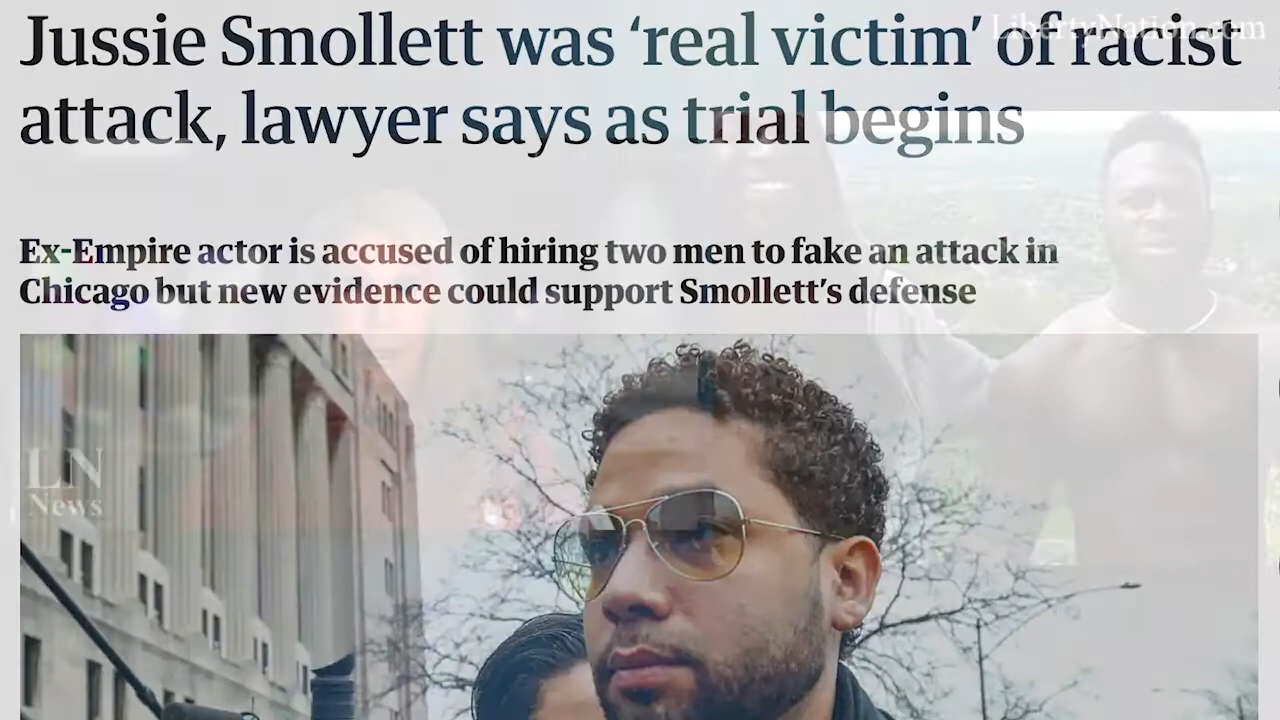 LibertyNation.com
Jussie Smollett was ‘real victim’ of racist
attack, lawyer says as trial begins
Ex-Empire actor is accused of hiring two men to fake an attack in
Chicago but new evidence could support Smollett’s defense
LN
News